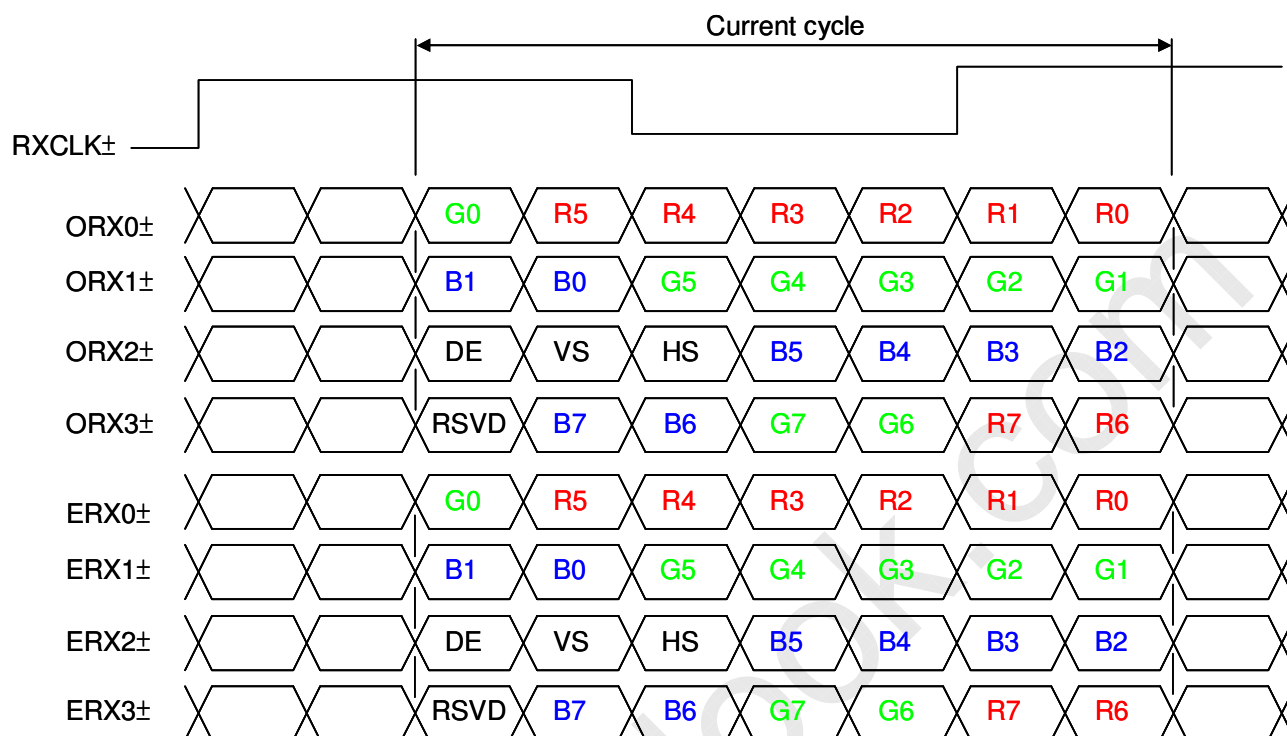 Current cycle
RXCLK±
ORX0± G0 R5 R4 R3 R2 R1 R0
ORX1± B1 B0 G5 G4 G3 G2 G1
ORX2± DE VS HS B5 B4 B3 B2
ORX3± RSVD B7 B6 G7 G6 R7 R6
ERX0± G0 R5 R4 R3 R2 R1 R0
ERX1± B1 B0 G5 G4 G3 G2 G1
ERX2± DE VS HS B5 B4 B3 B2
ERX3± RSVD B7 B6 G7 G6 R7 R6
look.com